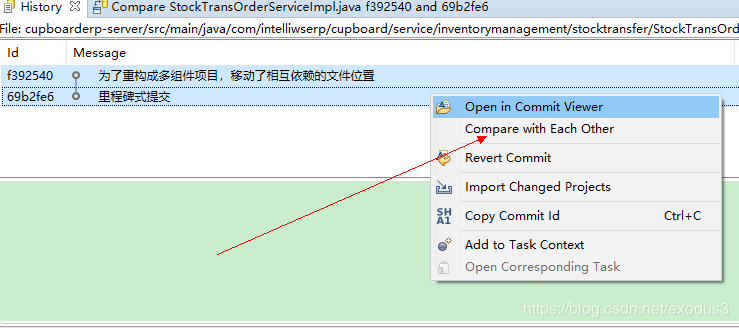 History Compare StockTransOrderServiceImpl.java f392540 and 69b2fe6
File: cupboarderp-server/src/main/java/com/intelliwserp/cupboard/service/inventorymanagement/stocktransfer/StockTransOrd
Id Message
f392540 为了重构成多组件项目，移动了相互依赖的文件位置
69b2fe6 里程碑式提交
Open in Commit Viewer
Compare with Each Other
Revert Commit
Import Changed Projects
SHA1 Copy Commit Id Ctrl+C
Add to Task Context
Open Corresponding Task
https://blog.csdn.net/exodus3